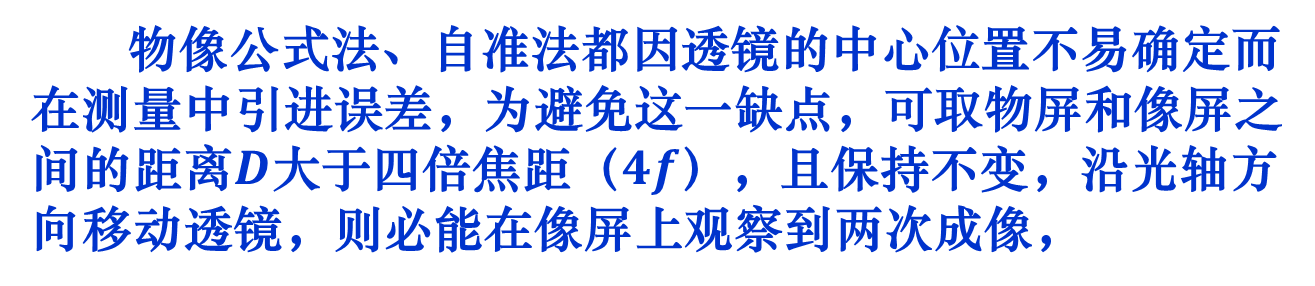 物像公式法、自准法都因透镜的中心位置不易确定而
在测量中引进误差，为避免这一缺点，可取物屏和像屏之
间的距离D大于四倍焦距（4f），且保持不变，沿光轴方
向移动透镜，则必能在像屏上观察到两次成像，